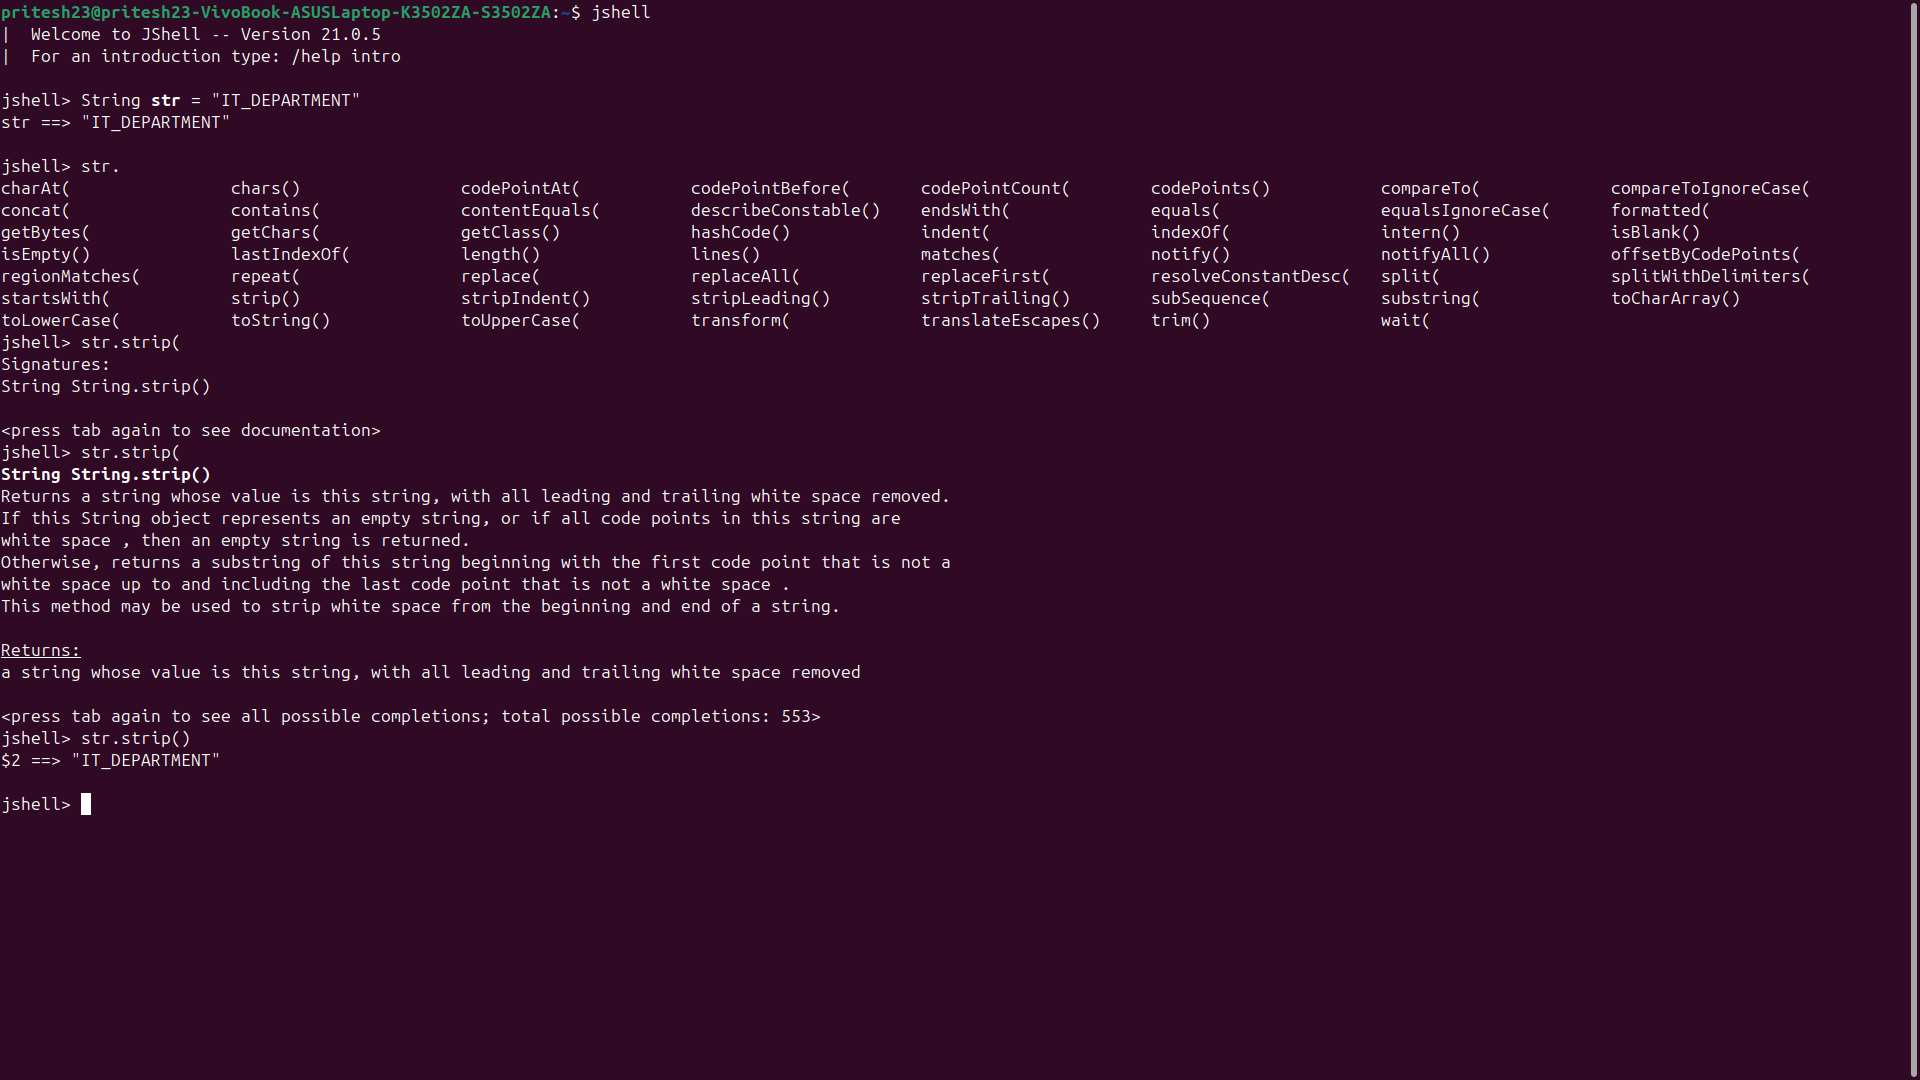 pritesh23@pritesh23-VivoBook-ASUSLaptop-K3502ZA-S3502ZA:~$ jshell
|  Welcome to JShell -- Version 21.0.5
|  For an introduction type: /help intro

jshell> String str = "IT_DEPARTMENT"
str ==> "IT_DEPARTMENT"

jshell> str.
charAt(                chars()                codePointAt(           codePointBefore(       codePointCount(        codePoints()           compareTo(             compareToIgnoreCase(
concat(                contains(              contentEquals(         describeConstable()    endsWith(              equals(                equalsIgnoreCase(      formatted(
getBytes(              getChars(              getClass()             hashCode()             indent(                indexOf(               intern()               isBlank()
isEmpty()              lastIndexOf(           length()               lines()                matches(               notify()               notifyAll()            offsetByCodePoints(
regionMatches(         repeat(                replace(               replaceAll(            replaceFirst(          resolveConstantDesc(   split(                 splitWithDelimiters(
startsWith(            strip()                stripIndent()          stripLeading()         stripTrailing()        subSequence(           substring(             toCharArray()
toLowerCase(           toString()             toUpperCase(           transform(             translateEscapes()     trim()                 wait(
jshell> str.strip(
Signatures:
String String.strip()

<press tab again to see documentation>
jshell> str.strip(
String String.strip()
Returns a string whose value is this string, with all leading and trailing white space removed.
If this String object represents an empty string, or if all code points in this string are
white space , then an empty string is returned.
Otherwise, returns a substring of this string beginning with the first code point that is not a
white space up to and including the last code point that is not a white space .
This method may be used to strip white space from the beginning and end of a string.

Returns:
a string whose value is this string, with all leading and trailing white space removed

<press tab again to see all possible completions; total possible completions: 553>
jshell> str.strip()
$2 ==> "IT_DEPARTMENT"

jshell>